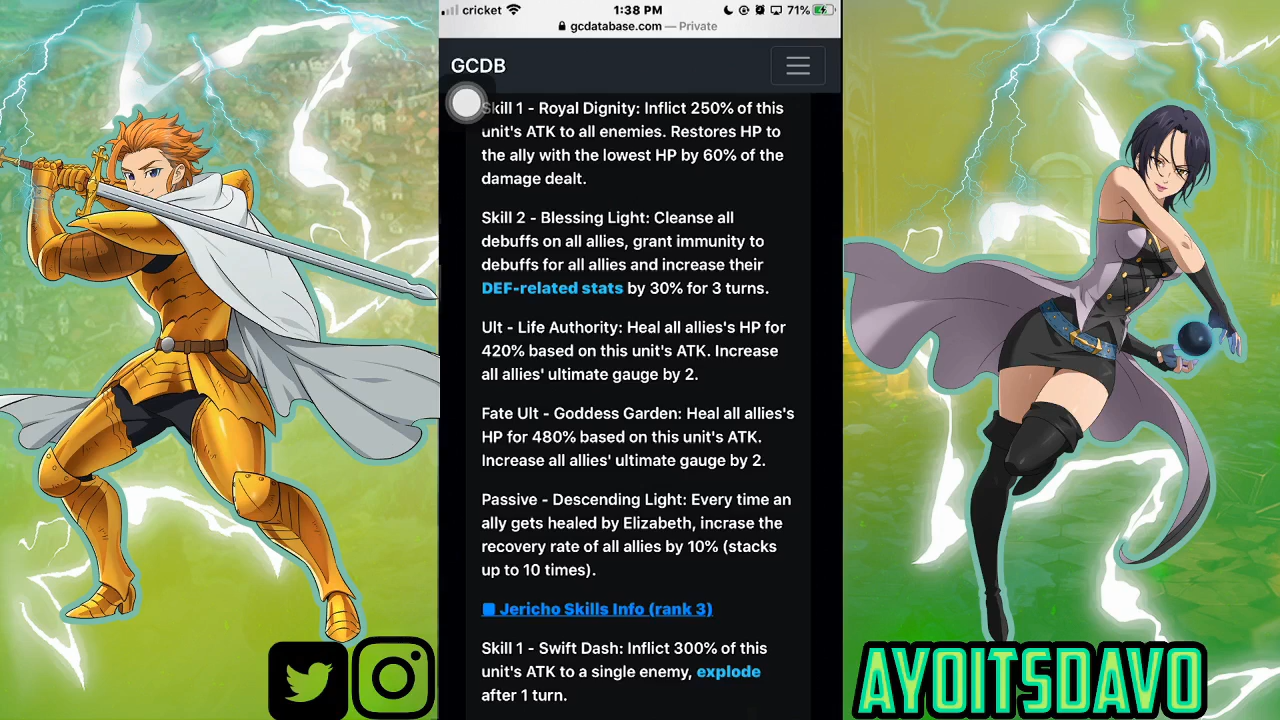 cricket 1:38 PM 71%
gcdatabase.com — Private
GCDB
Skill 1 - Royal Dignity: Inflict 250% of this
unit's ATK to all enemies. Restores HP to
the ally with the lowest HP by 60% of the
damage dealt.
Skill 2 - Blessing Light: Cleanse all
debuffs on all allies, grant immunity to
debuffs for all allies and increase their
DEF-related stats by 30% for 3 turns.
Ult - Life Authority: Heal all allies's HP for
420% based on this unit's ATK. Increase
all allies' ultimate gauge by 2.
Fate Ult - Goddess Garden: Heal all allies's
HP for 480% based on this unit's ATK.
Increase all allies' ultimate gauge by 2.
Passive - Descending Light: Every time an
ally gets healed by Elizabeth, incrase the
recovery rate of all allies by 10% (stacks
up to 10 times).
Jericho Skills Info (rank 3)
Skill 1 - Swift Dash: Inflict 300% of this
unit's ATK to a single enemy, explode
after 1 turn.
AYOITSDAVO